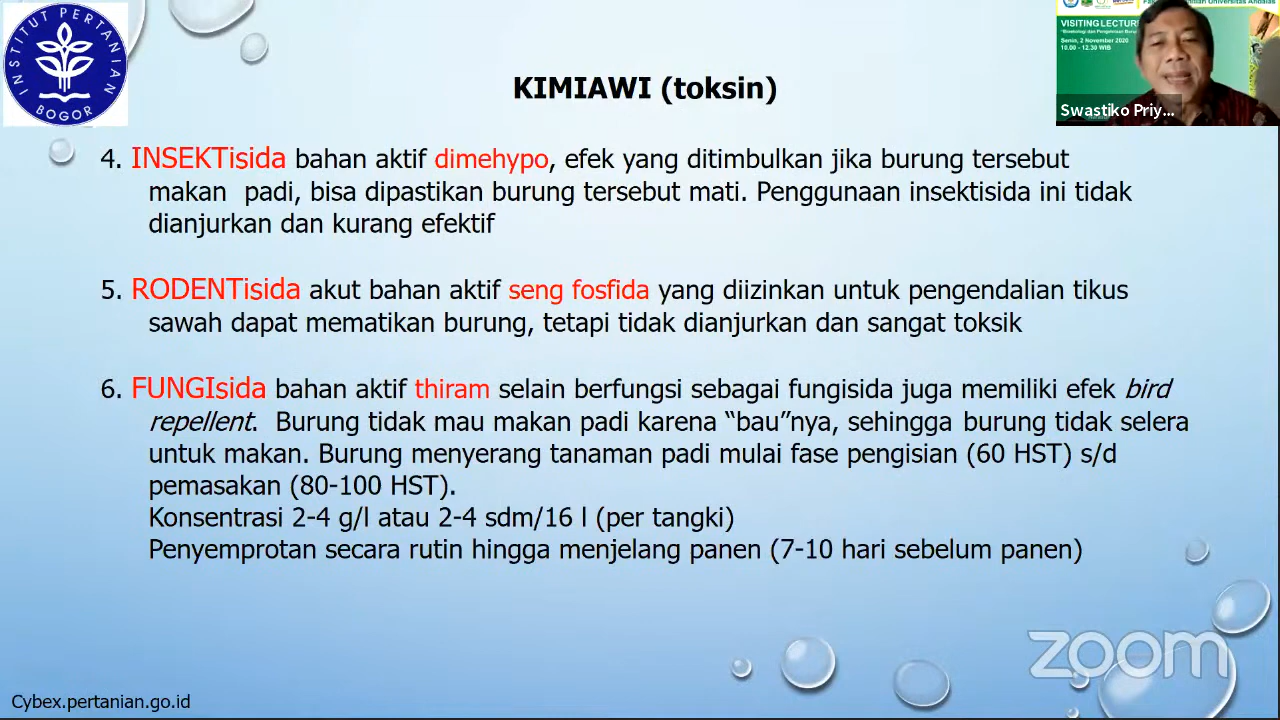 INSTITUT PERTANIAN
BOGOR
VISITING LECTURE
Senin, 2 November 2020
10.00 - 12.30 WIB
Swastiko Priy...
KIMIAWI (toksin)
4. INSEKTisida bahan aktif dimehypo, efek yang ditimbulkan jika burung tersebut
makan padi, bisa dipastikan burung tersebut mati. Penggunaan insektisida ini tidak
dianjurkan dan kurang efektif
5. RODENTisida akut bahan aktif seng fosfida yang diizinkan untuk pengendalian tikus
sawah dapat mematikan burung, tetapi tidak dianjurkan dan sangat toksik
6. FUNGIsida bahan aktif thiram selain berfungsi sebagai fungisida juga memiliki efek bird
repellent. Burung tidak mau makan padi karena “bau”nya, sehingga burung tidak selera
untuk makan. Burung menyerang tanaman padi mulai fase pengisian (60 HST) s/d
pemasakan (80-100 HST).
Konsentrasi 2-4 g/l atau 2-4 sdm/16 l (per tangki)
Penyemprotan secara rutin hingga menjelang panen (7-10 hari sebelum panen)
zoom
Cybex.pertanian.go.id